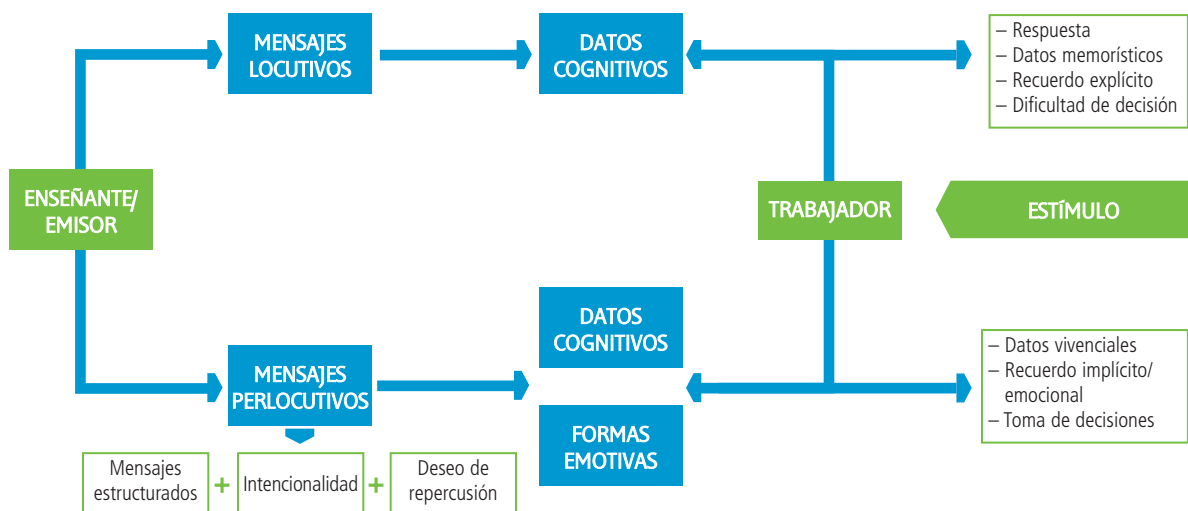 MENSAJES
LOCUTIVOS
DATOS
COGNITIVOS
– Respuesta
– Datos memorísticos
– Recuerdo explícito
– Dificultad de decisión
ENSEÑANTE/
EMISOR
TRABAJADOR
ESTÍMULO
DATOS
COGNITIVOS
MENSAJES
PERLOCUTIVOS
FORMAS
EMOTIVAS
– Datos vivenciales
– Recuerdo implícito/
emocional
– Toma de decisiones
Mensajes
estructurados
+
Intencionalidad
+
Deseo de
repercusión